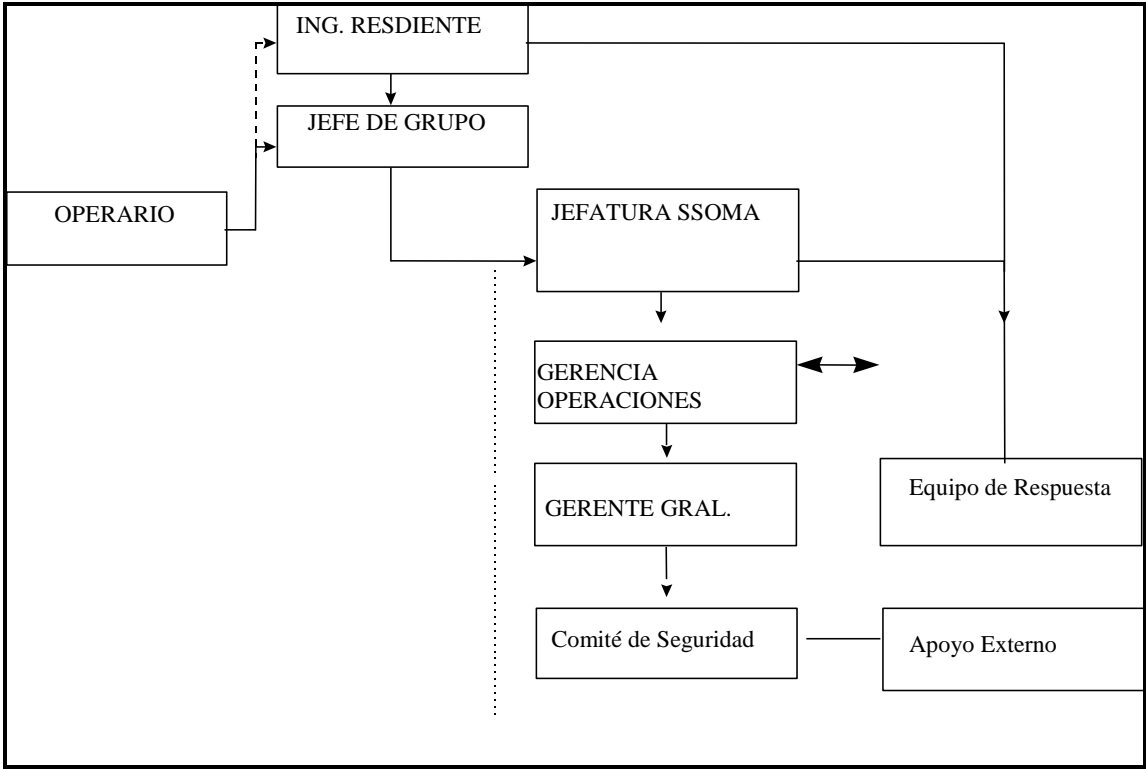 ING. RESDIENTE
JEFE DE GRUPO
OPERARIO
JEFATURA SSOMA
GERENCIA
OPERACIONES
GERENTE GRAL.
Equipo de Respuesta
Comité de Seguridad
Apoyo Externo